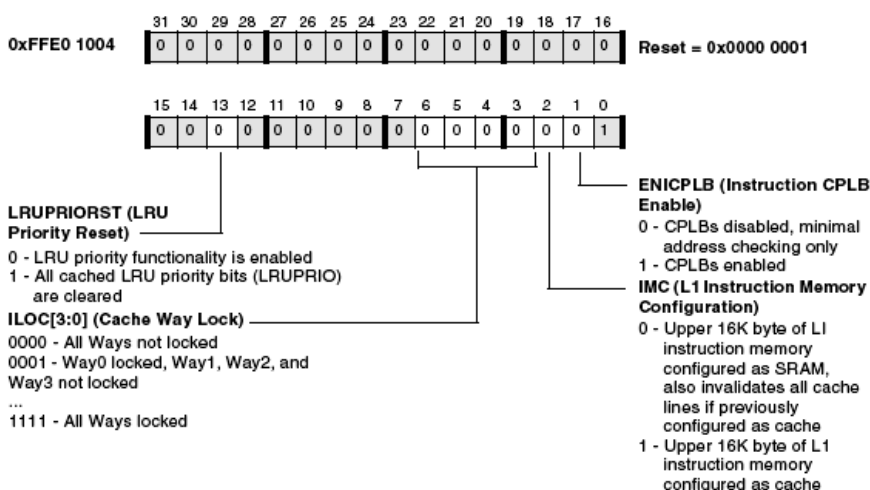 31 30 29 28 27 26 25 24 23 22 21 20 19 18 17 16
0xFFE0 1004
0 0 0 0 0 0 0 0 0 0 0 0 0 0 0 0
Reset = 0x0000 0001
15 14 13 12 11 10 9 8 7 6 5 4 3 2 1 0
0 0 0 0 0 0 0 0 0 0 0 0 0 0 0 1
LRUPRIORST (LRU
Priority Reset)
0 - LRU priority functionality is enabled
1 - All cached LRU priority bits (LRUPRIO)
are cleared
ILOC[3:0] (Cache Way Lock)
0000 - All Ways not locked
0001 - Way0 locked, Way1, Way2, and
Way3 not locked
...
1111 - All Ways locked
ENICPLB (Instruction CPLB
Enable)
0 - CPLBs disabled, minimal
address checking only
1 - CPLBs enabled
IMC (L1 Instruction Memory
Configuration)
0 - Upper 16K byte of LI
instruction memory
configured as SRAM,
also invalidates all cache
lines if previously
configured as cache
1 - Upper 16K byte of L1
instruction memory
configured as cache